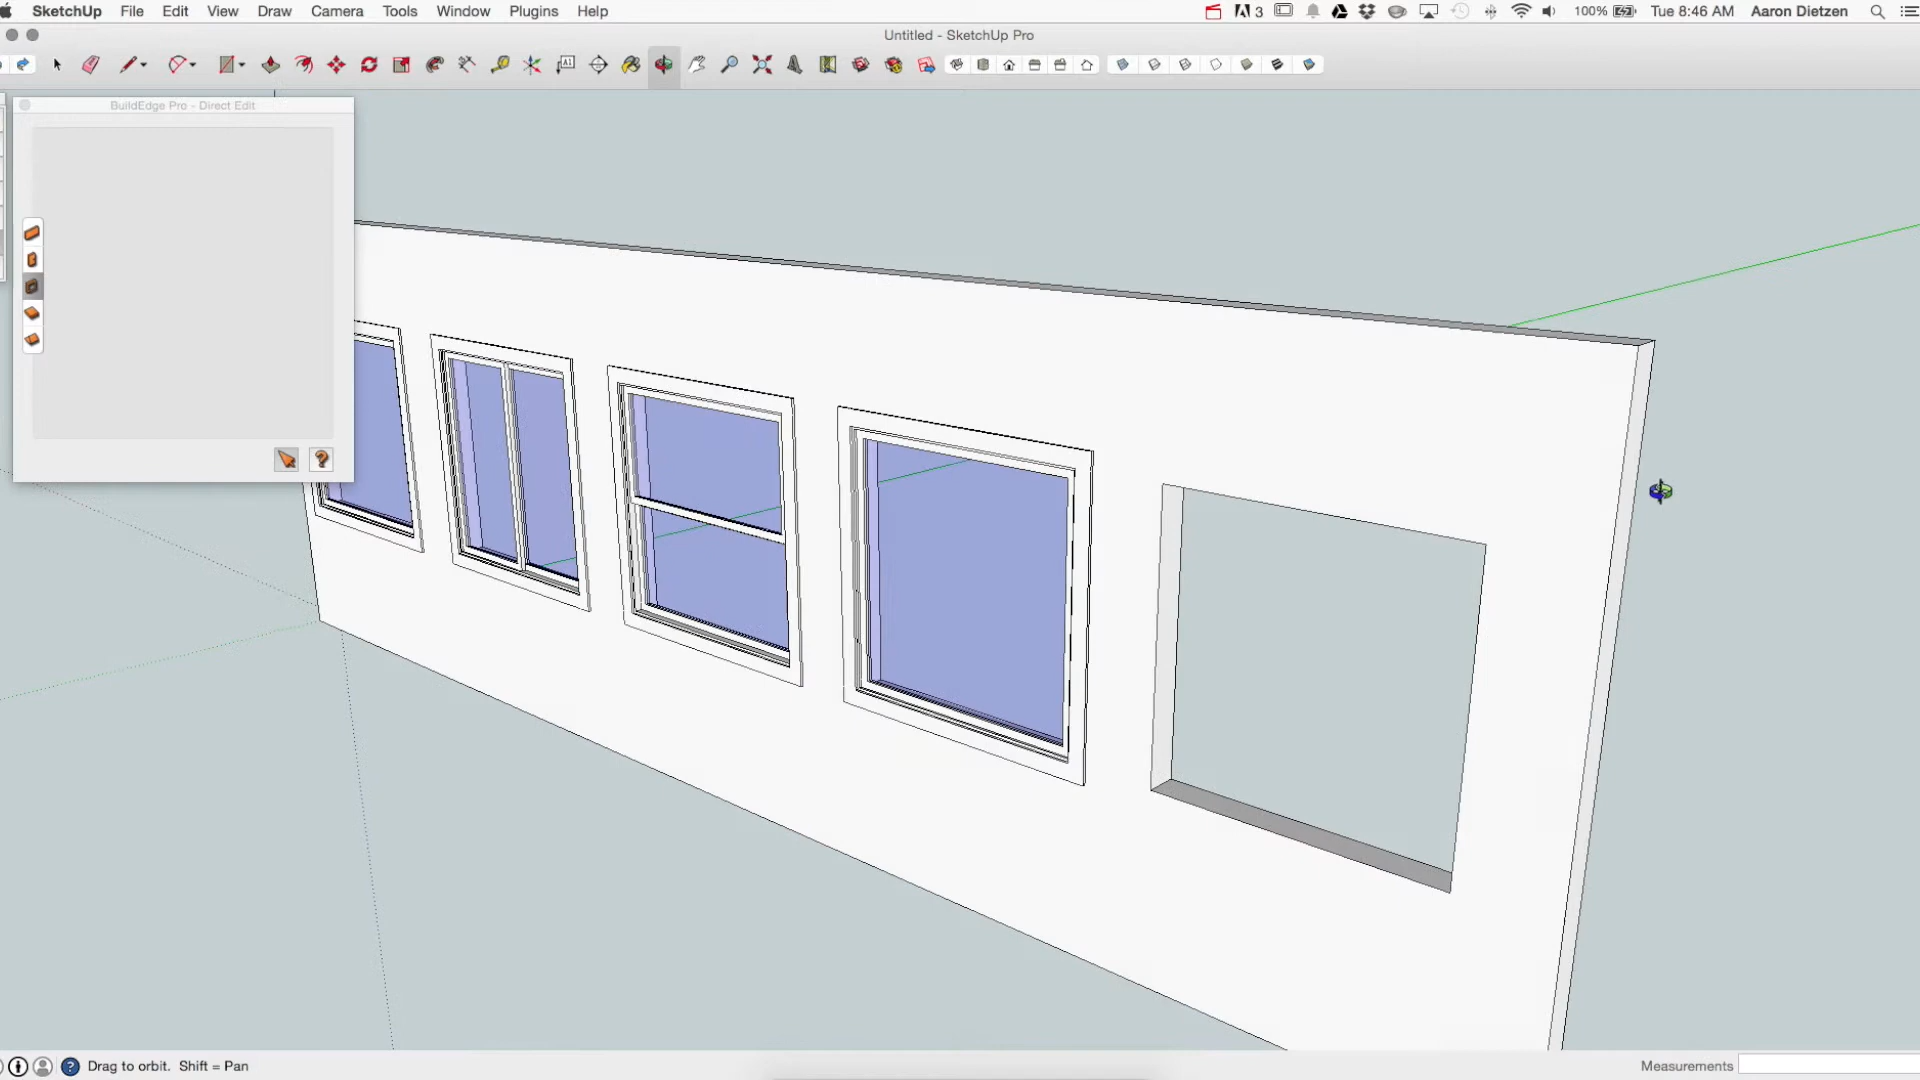 SketchUp File Edit View Draw Camera Tools Window Plugins Help 3 100% Tue 8:46 AM Aaron Dietzen
Untitled - SketchUp Pro
A1
BuildEdge Pro - Direct Edit
Drag to orbit. Shift = Pan Measurements